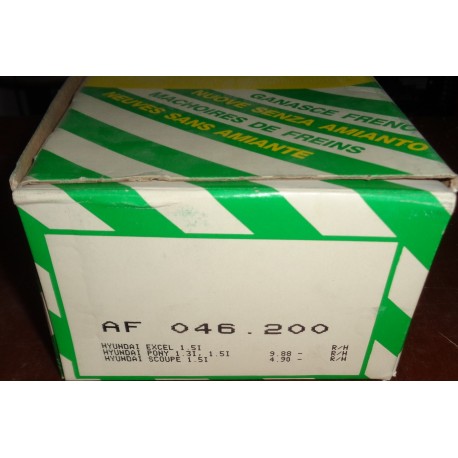 GANASCE FRENO
NUOVE SENZA AMIANTO
MACHOIRES DE FREINS
NEUVES SANS AMIANTE
AF 046.200
HYUNDAI EXCEL 1.5I R/H
HYUNDAI PONY 1.3I, 1.5I 9.88 – R/H
HYUNDAI SCOUPE 1.5I 4.90 – R/H